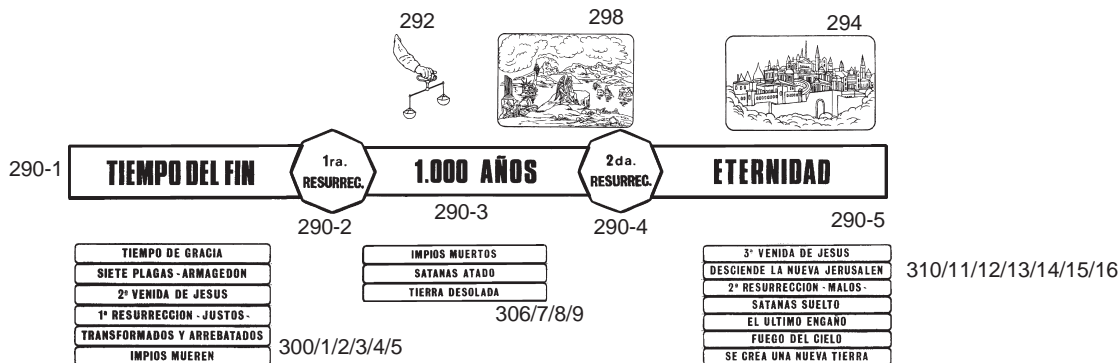 292
298
294
290-1
TIEMPO DEL FIN
1ra.
RESURREC.
1.000 AÑOS
2da.
RESURREC.
ETERNIDAD
290-2
290-3
290-4
290-5
TIEMPO DE GRACIA
SIETE PLAGAS - ARMAGEDON
2ª VENIDA DE JESUS
1ª RESURRECCION - JUSTOS -
TRANSFORMADOS Y ARREBATADOS
IMPIOS MUEREN
300/1/2/3/4/5
IMPIOS MUERTOS
SATANAS ATADO
TIERRA DESOLADA
306/7/8/9
3ª VENIDA DE JESUS
DESCIENDE LA NUEVA JERUSALEN
2ª RESURRECCION - MALOS -
SATANAS SUELTO
EL ULTIMO ENGAÑO
FUEGO DEL CIELO
SE CREA UNA NUEVA TIERRA
310/11/12/13/14/15/16